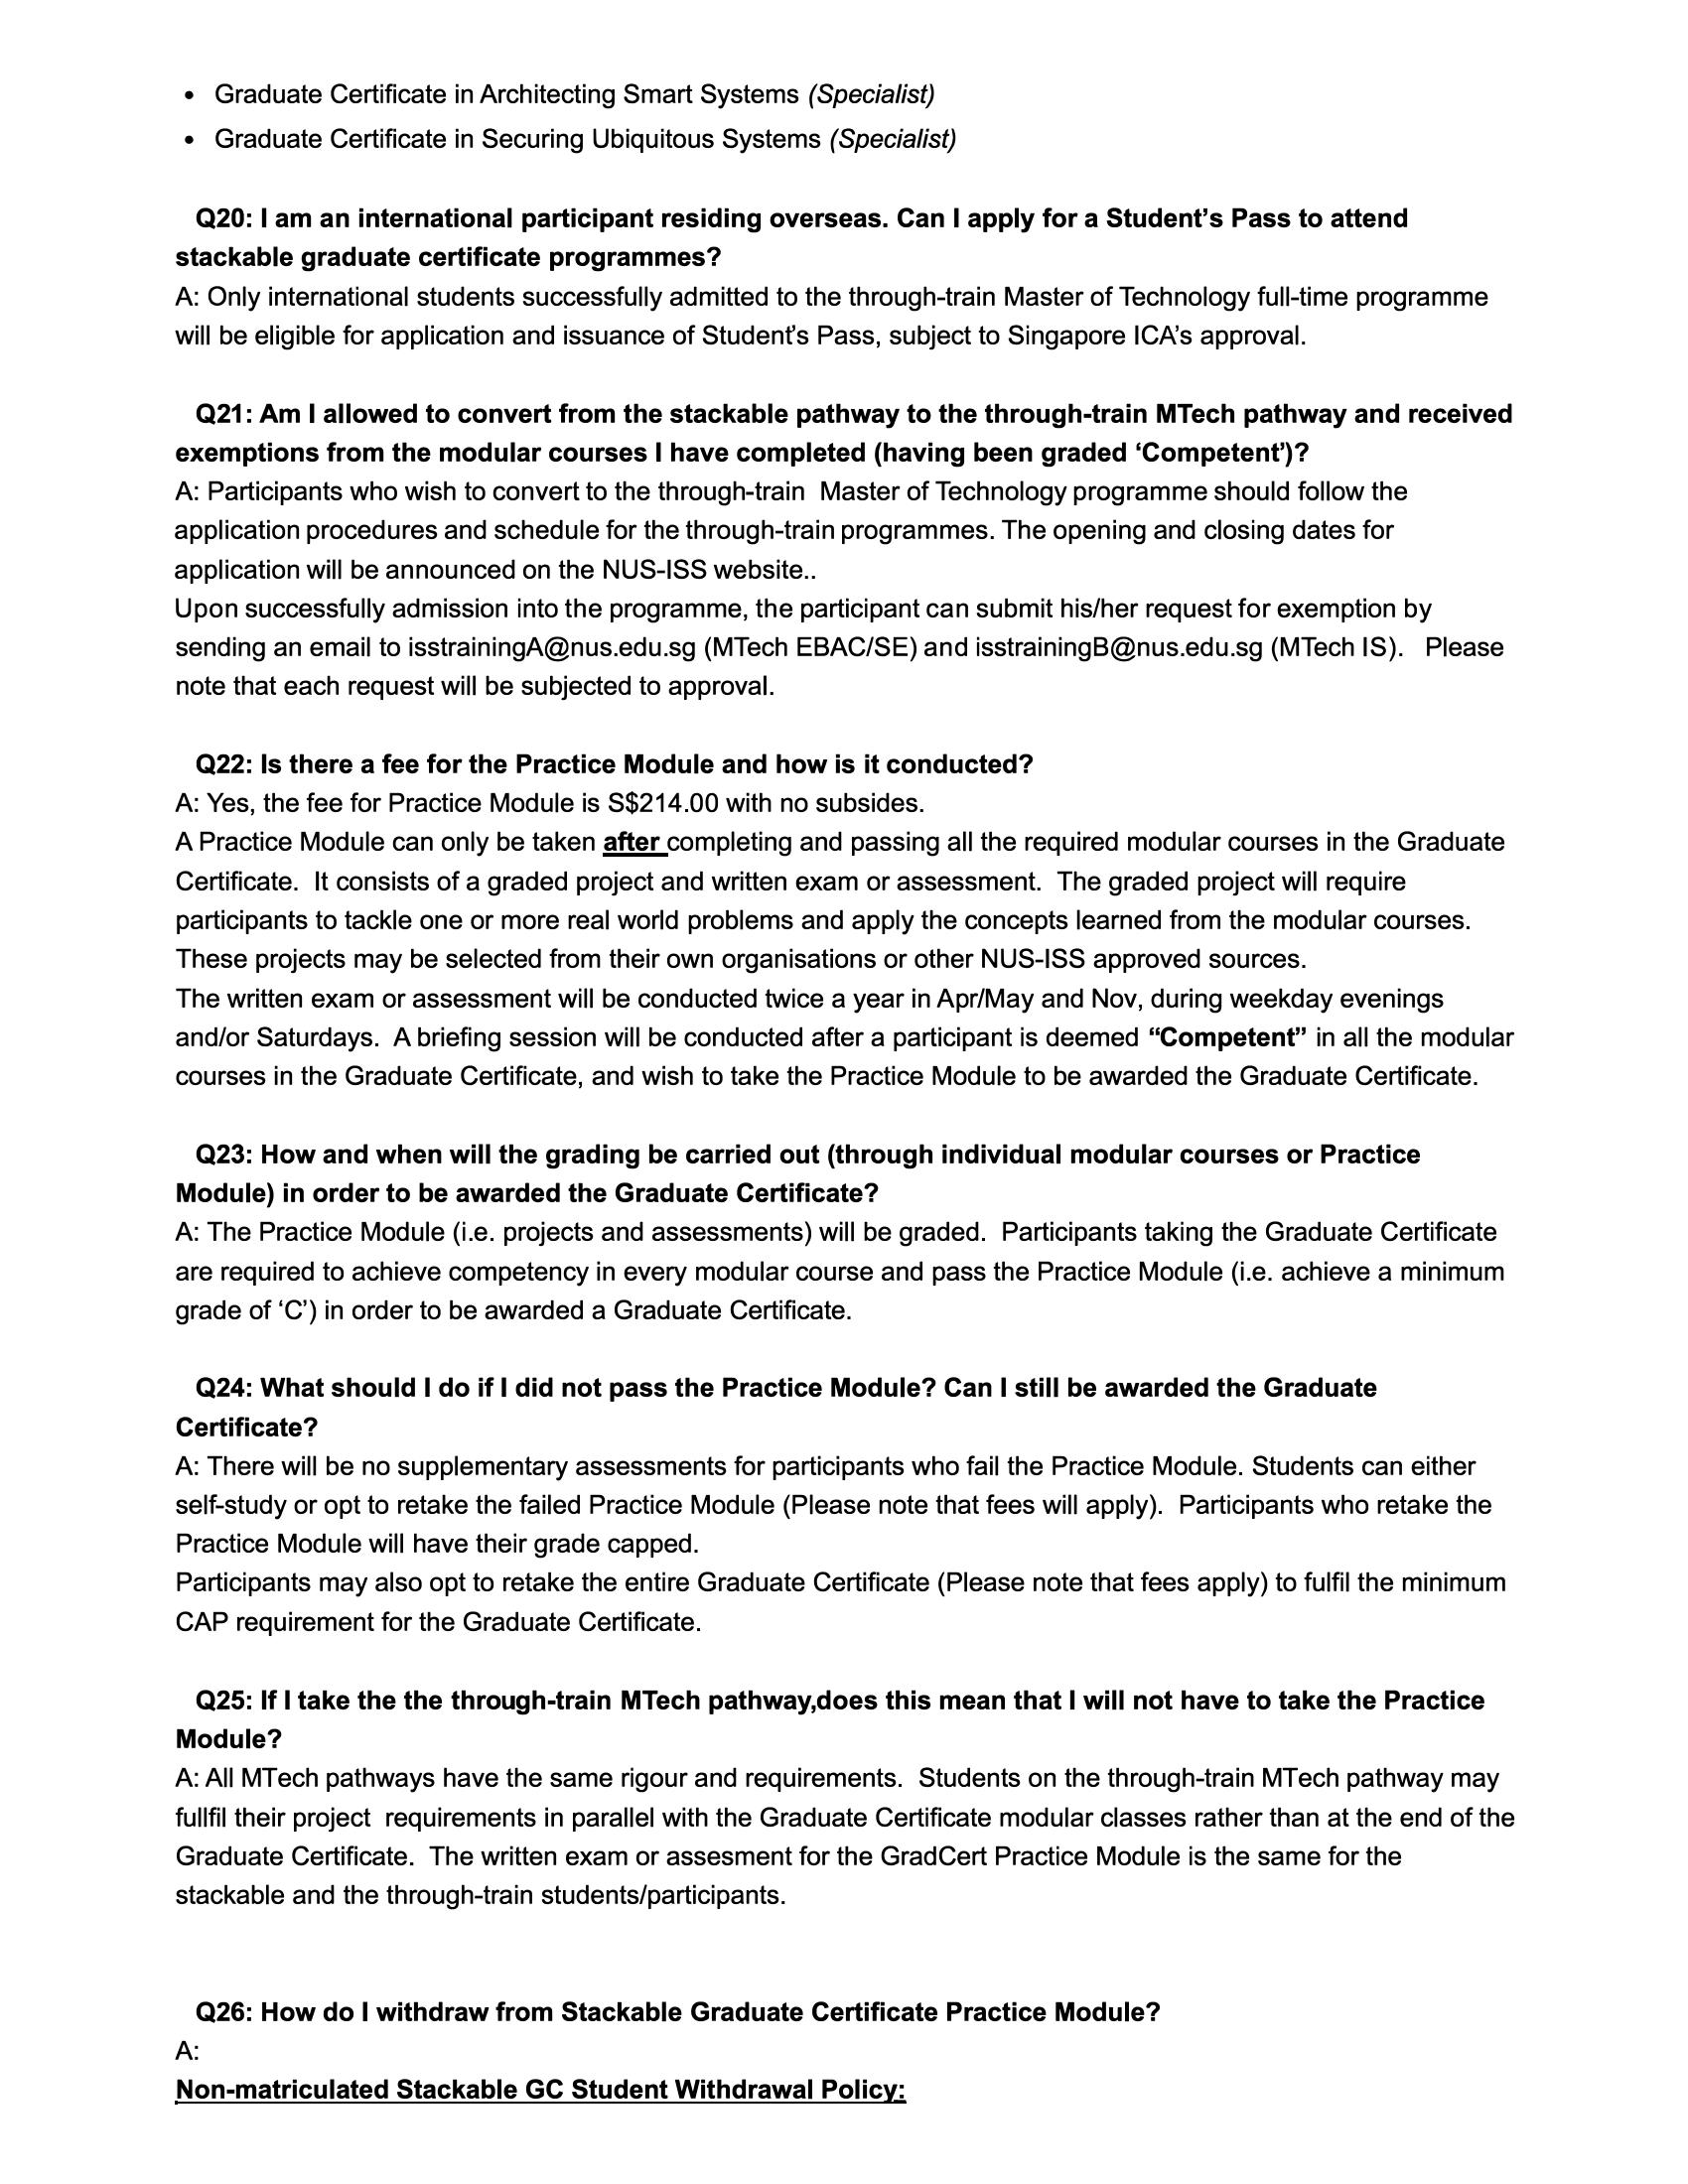 • Graduate Certificate in Architecting Smart Systems (Specialist)
• Graduate Certificate in Securing Ubiquitous Systems (Specialist)
Q20: I am an international participant residing overseas. Can I apply for a Student’s Pass to attend
stackable graduate certificate programmes?
A: Only international students successfully admitted to the through-train Master of Technology full-time programme
will be eligible for application and issuance of Student’s Pass, subject to Singapore ICA’s approval.
Q21: Am I allowed to convert from the stackable pathway to the through-train MTech pathway and received
exemptions from the modular courses I have completed (having been graded ‘Competent’)?
A: Participants who wish to convert to the through-train  Master of Technology programme should follow the
application procedures and schedule for the through-train programmes. The opening and closing dates for
application will be announced on the NUS-ISS website..
Upon successfully admission into the programme, the participant can submit his/her request for exemption by
sending an email to isstrainingA@nus.edu.sg (MTech EBAC/SE) and isstrainingB@nus.edu.sg (MTech IS).   Please
note that each request will be subjected to approval.
Q22: Is there a fee for the Practice Module and how is it conducted?
A: Yes, the fee for Practice Module is S$214.00 with no subsides.
A Practice Module can only be taken after completing and passing all the required modular courses in the Graduate
Certificate.  It consists of a graded project and written exam or assessment.  The graded project will require
participants to tackle one or more real world problems and apply the concepts learned from the modular courses.
These projects may be selected from their own organisations or other NUS-ISS approved sources.
The written exam or assessment will be conducted twice a year in Apr/May and Nov, during weekday evenings
and/or Saturdays.  A briefing session will be conducted after a participant is deemed “Competent” in all the modular
courses in the Graduate Certificate, and wish to take the Practice Module to be awarded the Graduate Certificate.
Q23: How and when will the grading be carried out (through individual modular courses or Practice
Module) in order to be awarded the Graduate Certificate?
A: The Practice Module (i.e. projects and assessments) will be graded.  Participants taking the Graduate Certificate
are required to achieve competency in every modular course and pass the Practice Module (i.e. achieve a minimum
grade of ‘C’) in order to be awarded a Graduate Certificate.
Q24: What should I do if I did not pass the Practice Module? Can I still be awarded the Graduate
Certificate?
A: There will be no supplementary assessments for participants who fail the Practice Module. Students can either
self-study or opt to retake the failed Practice Module (Please note that fees will apply).  Participants who retake the
Practice Module will have their grade capped.
Participants may also opt to retake the entire Graduate Certificate (Please note that fees apply) to fulfil the minimum
CAP requirement for the Graduate Certificate.
Q25: If I take the the through-train MTech pathway,does this mean that I will not have to take the Practice
Module?
A: All MTech pathways have the same rigour and requirements.  Students on the through-train MTech pathway may
fullfil their project  requirements in parallel with the Graduate Certificate modular classes rather than at the end of the
Graduate Certificate.  The written exam or assesment for the GradCert Practice Module is the same for the
stackable and the through-train students/participants.
Q26: How do I withdraw from Stackable Graduate Certificate Practice Module?
A:
Non-matriculated Stackable GC Student Withdrawal Policy: